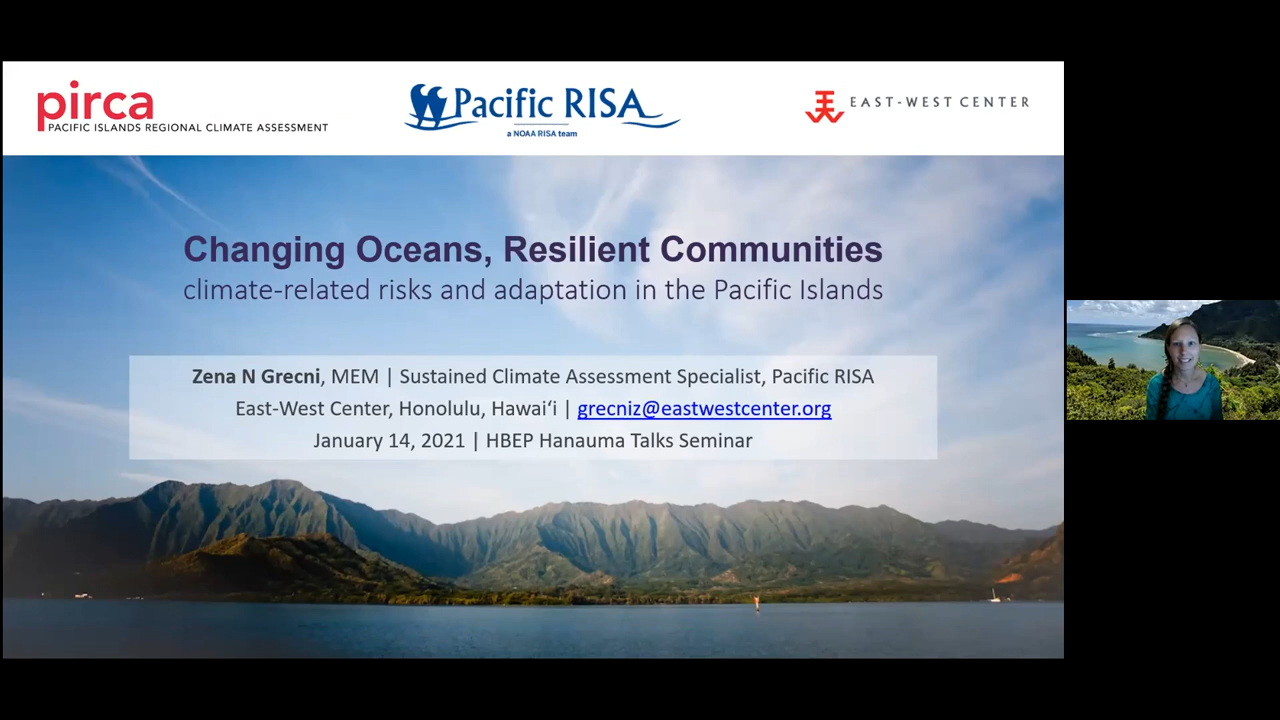 pirca
PACIFIC ISLANDS REGIONAL CLIMATE ASSESSMENT
Pacific RISA
a NOAA RISA team
EAST-WEST CENTER
Changing Oceans, Resilient Communities
climate-related risks and adaptation in the Pacific Islands
Zena N Grecni, MEM | Sustained Climate Assessment Specialist, Pacific RISA
East-West Center, Honolulu, Hawaiʻi | grecniz@eastwestcenter.org
January 14, 2021 | HBEP Hanauma Talks Seminar